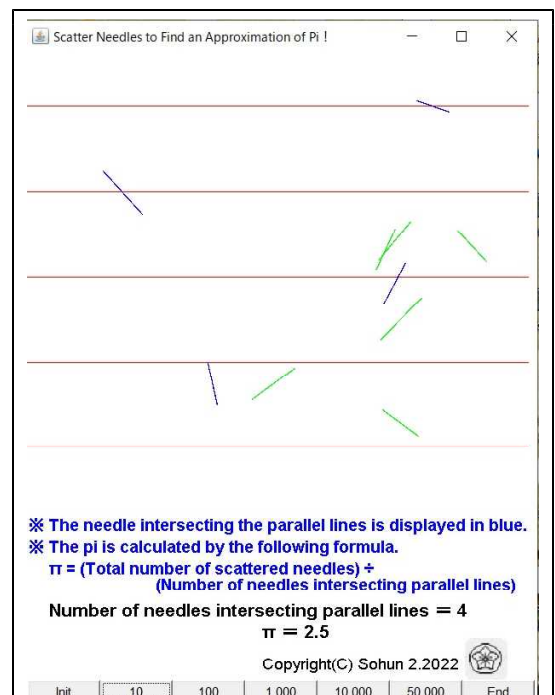 Scatter Needles to Find an Approximation of Pi !
※ The needle intersecting the parallel lines is displayed in blue.
※ The pi is calculated by the following formula.
π = (Total number of scattered needles) ÷
(Number of needles intersecting parallel lines)
Number of needles intersecting parallel lines = 4
π = 2.5
Copyright(C) Sohun 2.2022
Init 10 100 1,000 10,000 50,000 End